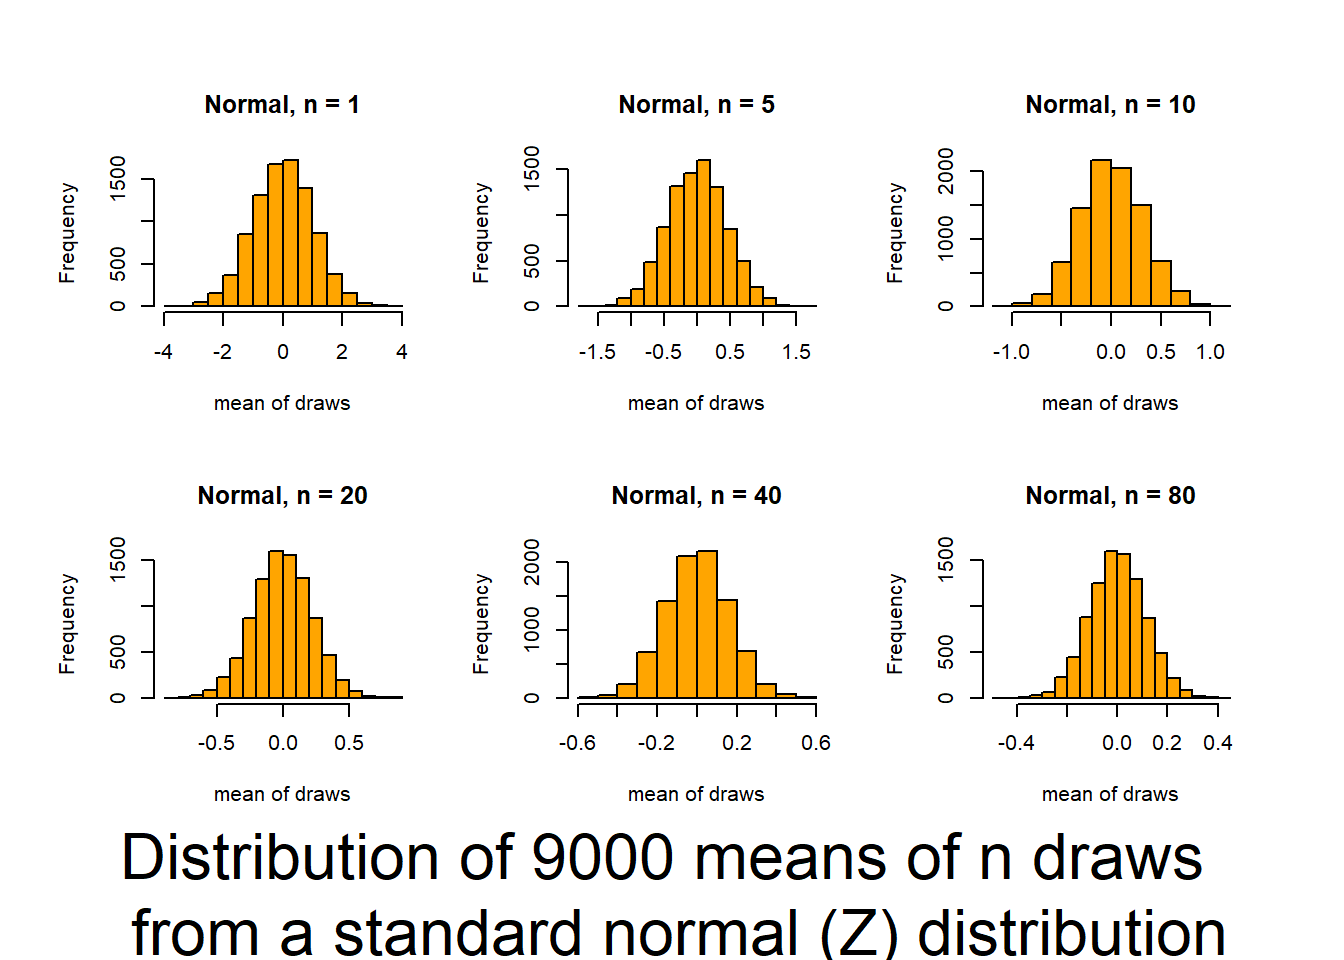 Normal, n = 1
Frequency
0 500 1500
-4 -2 0 2 4
mean of draws
Normal, n = 5
Frequency
0 500 1500
-1.5 -0.5 0.5 1.5
mean of draws
Normal, n = 10
Frequency
0 1000 2000
-1.0 0.0 0.5 1.0
mean of draws
Normal, n = 20
Frequency
0 500 1500
-0.5 0.0 0.5
mean of draws
Normal, n = 40
Frequency
0 1000 2000
-0.6 -0.2 0.2 0.6
mean of draws
Normal, n = 80
Frequency
0 500 1500
-0.4 0.0 0.2 0.4
mean of draws
Distribution of 9000 means of n draws
from a standard normal (Z) distribution